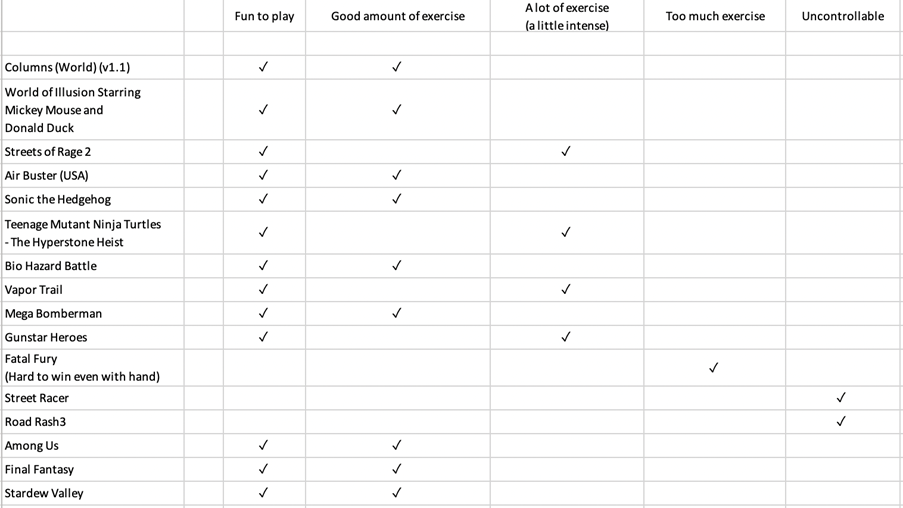 Fun to play Good amount of exercise A lot of exercise (a little intense) Too much exercise Uncontrollable
Columns (World) (v1.1) ✓ ✓
World of Illusion Starring
Mickey Mouse and
Donald Duck ✓ ✓
Streets of Rage 2 ✓ ✓
Air Buster (USA) ✓ ✓
Sonic the Hedgehog ✓ ✓
Teenage Mutant Ninja Turtles
- The Hyperstone Heist ✓ ✓
Bio Hazard Battle ✓ ✓
Vapor Trail ✓ ✓
Mega Bomberman ✓ ✓
Gunstar Heroes ✓ ✓
Fatal Fury
(Hard to win even with hand) ✓
Street Racer ✓
Road Rash3 ✓
Among Us ✓ ✓
Final Fantasy ✓ ✓
Stardew Valley ✓ ✓